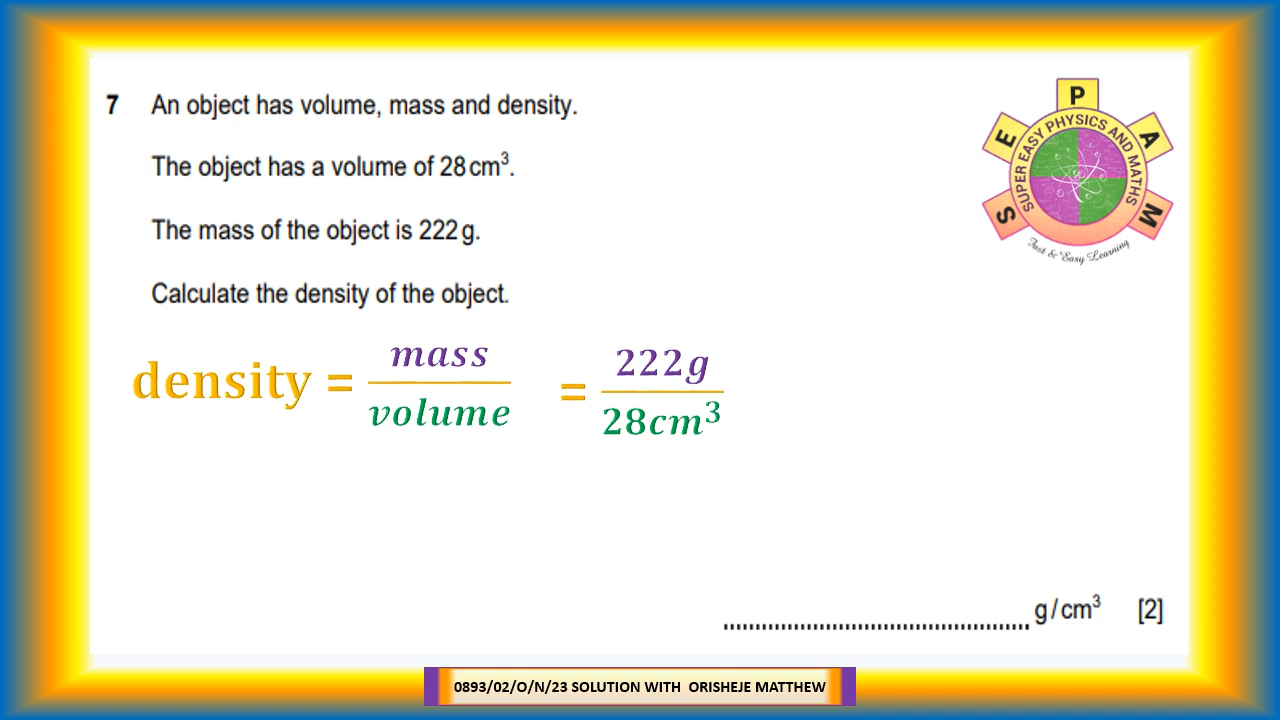 7 An object has volume, mass and density.
The object has a volume of 28 cm³.
The mass of the object is 222 g.
Calculate the density of the object.
density = mass / volume = 222g / 28cm³
........................................ g/cm³ [2]
S E P A M
SUPER EASY PHYSICS AND MATHS
Fast & Easy Learning
0893/02/O/N/23 SOLUTION WITH ORISHEJE MATTHEW